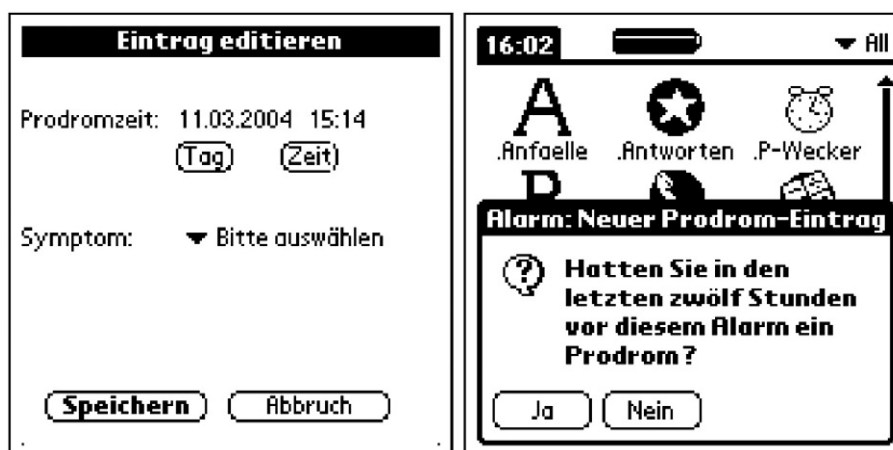 Eintrag editieren
Prodromzeit: 11.03.2004 15:14
Tag Zeit
Symptom: Bitte auswählen
Speichern Abbruch
16:02 All
.Anfaelle .Antworten .P-Wecker
Alarm: Neuer Prodrom-Eintrag
Hatten Sie in den
letzten zwölf Stunden
vor diesem Alarm ein
Prodrom?
Ja Nein